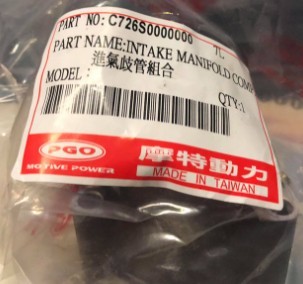 PART NO: C726S0000000 7L
PART NAME:INTAKE MANIFOLD COMP
進氣歧管組合
MODEL:
QTY:1
PGO
MOTIVE POWER
摩特動力
MADE IN TAIWAN